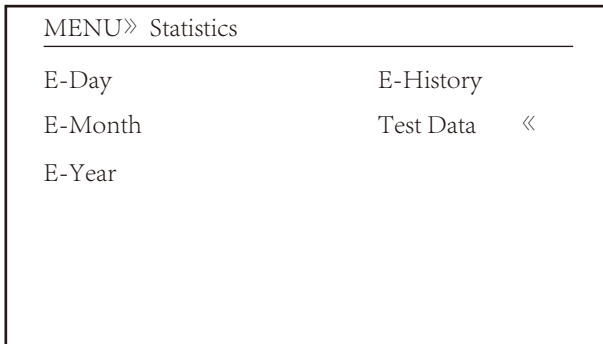 MENU» Statistics
E-Day E-History
E-Month Test Data «
E-Year